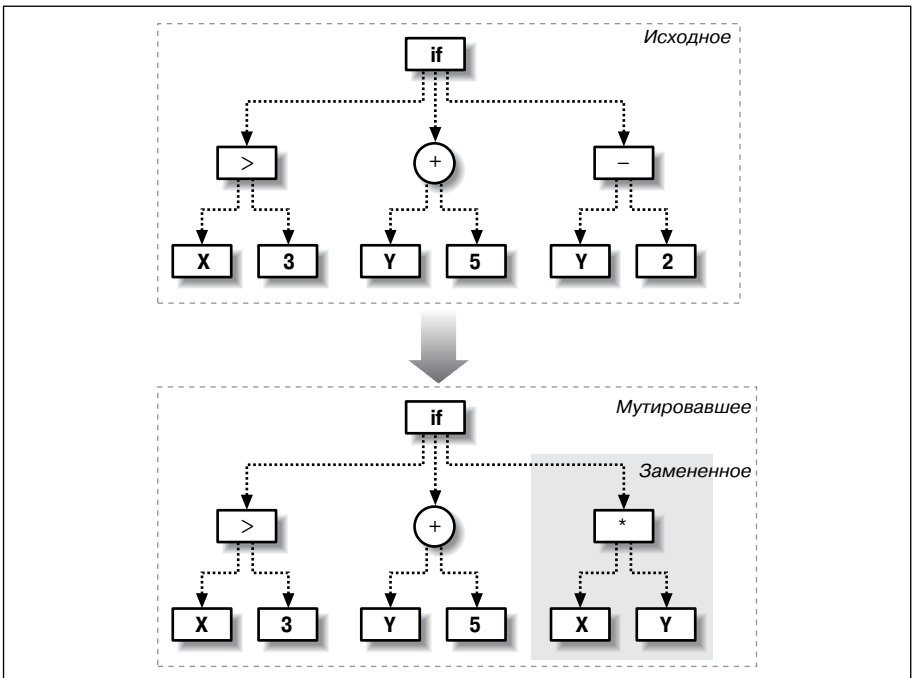 Исходное
if
> + –
X 3 Y 5 Y 2
Мутировавшее
if
Замененное
> + *
X 3 Y 5 X Y